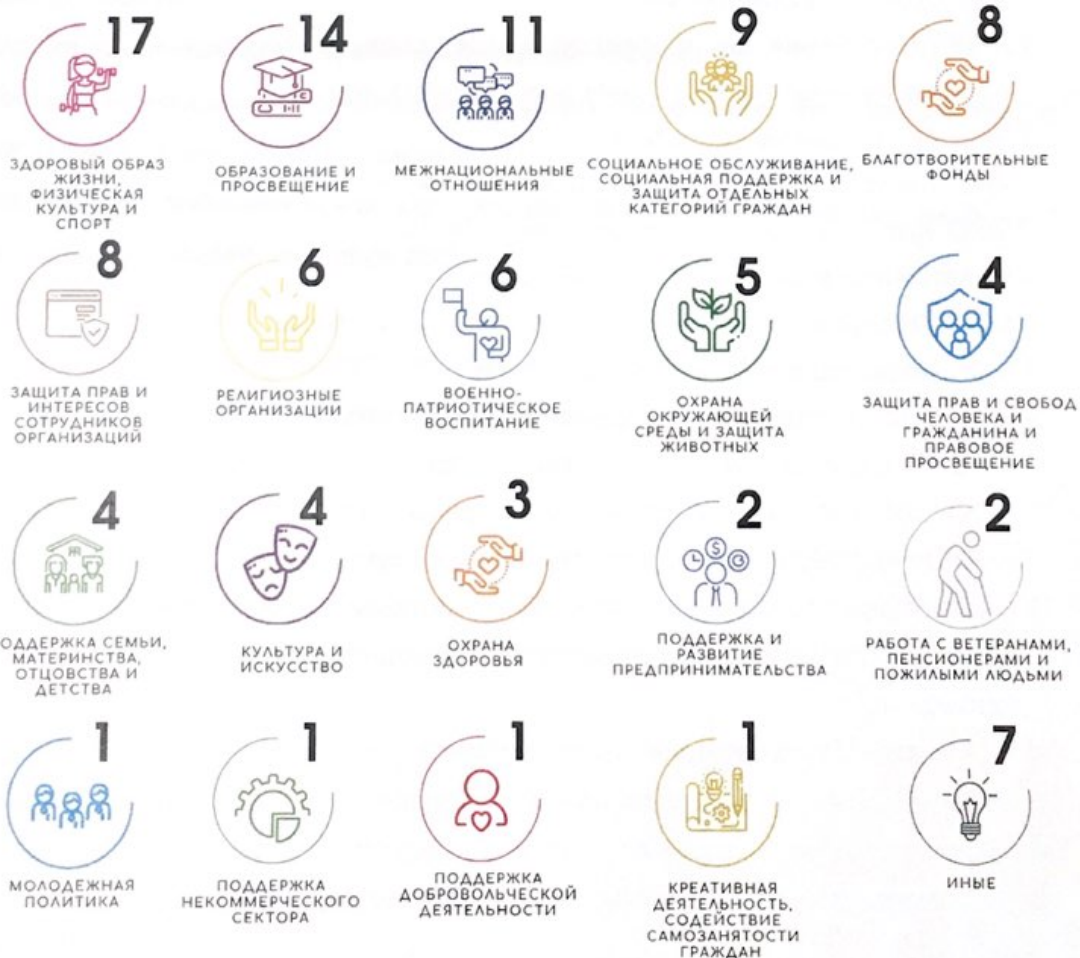 17
ЗДОРОВЫЙ ОБРАЗ
ЖИЗНИ,
ФИЗИЧЕСКАЯ
КУЛЬТУРА И
СПОРТ
14
ОБРАЗОВАНИЕ И
ПРОСВЕЩЕНИЕ
11
МЕЖНАЦИОНАЛЬНЫЕ
ОТНОШЕНИЯ
9
СОЦИАЛЬНОЕ ОБСЛУЖИВАНИЕ,
СОЦИАЛЬНАЯ ПОДДЕРЖКА И
ЗАЩИТА ОТДЕЛЬНЫХ
КАТЕГОРИЙ ГРАЖДАН
8
БЛАГОТВОРИТЕЛЬНЫЕ
ФОНДЫ
8
ЗАЩИТА ПРАВ И
ИНТЕРЕСОВ
СОТРУДНИКОВ
ОРГАНИЗАЦИЙ
6
РЕЛИГИОЗНЫЕ
ОРГАНИЗАЦИИ
6
ВОЕННО-
ПАТРИОТИЧЕСКОЕ
ВОСПИТАНИЕ
5
ОХРАНА
ОКРУЖАЮЩЕЙ
СРЕДЫ И ЗАЩИТА
ЖИВОТНЫХ
4
ЗАЩИТА ПРАВ И СВОБОД
ЧЕЛОВЕКА И
ГРАЖДАНИНА И
ПРАВОВОЕ
ПРОСВЕЩЕНИЕ
4
ОДДЕРЖКА СЕМЬИ,
МАТЕРИНСТВА,
ОТЦОВСТВА И
ДЕТСТВА
4
КУЛЬТУРА И
ИСКУССТВО
3
ОХРАНА
ЗДОРОВЬЯ
2
ПОДДЕРЖКА И
РАЗВИТИЕ
ПРЕДПРИНИМАТЕЛЬСТВА
2
РАБОТА С ВЕТЕРАНАМИ,
ПЕНСИОНЕРАМИ И
ПОЖИЛЫМИ ЛЮДЬМИ
1
МОЛОДЕЖНАЯ
ПОЛИТИКА
1
ПОДДЕРЖКА
НЕКОММЕРЧЕСКОГО
СЕКТОРА
1
ПОДДЕРЖКА
ДОБРОВОЛЬЧЕСКОЙ
ДЕЯТЕЛЬНОСТИ
1
КРЕАТИВНАЯ
ДЕЯТЕЛЬНОСТЬ,
СОДЕЙСТВИЕ
САМОЗАНЯТОСТИ
ГРАЖДАН
7
ИНЫЕ